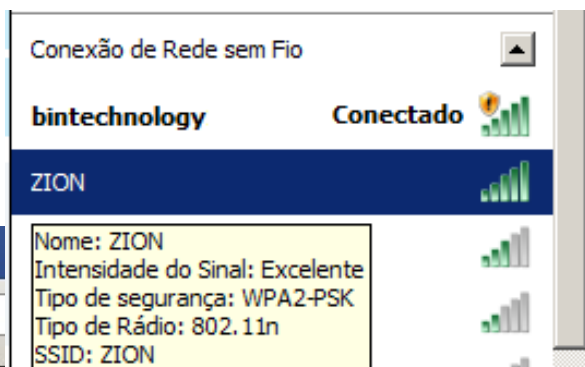 Conexão de Rede sem Fio
bintechnology Conectado
ZION
Nome: ZION
Intensidade do Sinal: Excelente
Tipo de segurança: WPA2-PSK
Tipo de Rádio: 802.11n
SSID: ZION